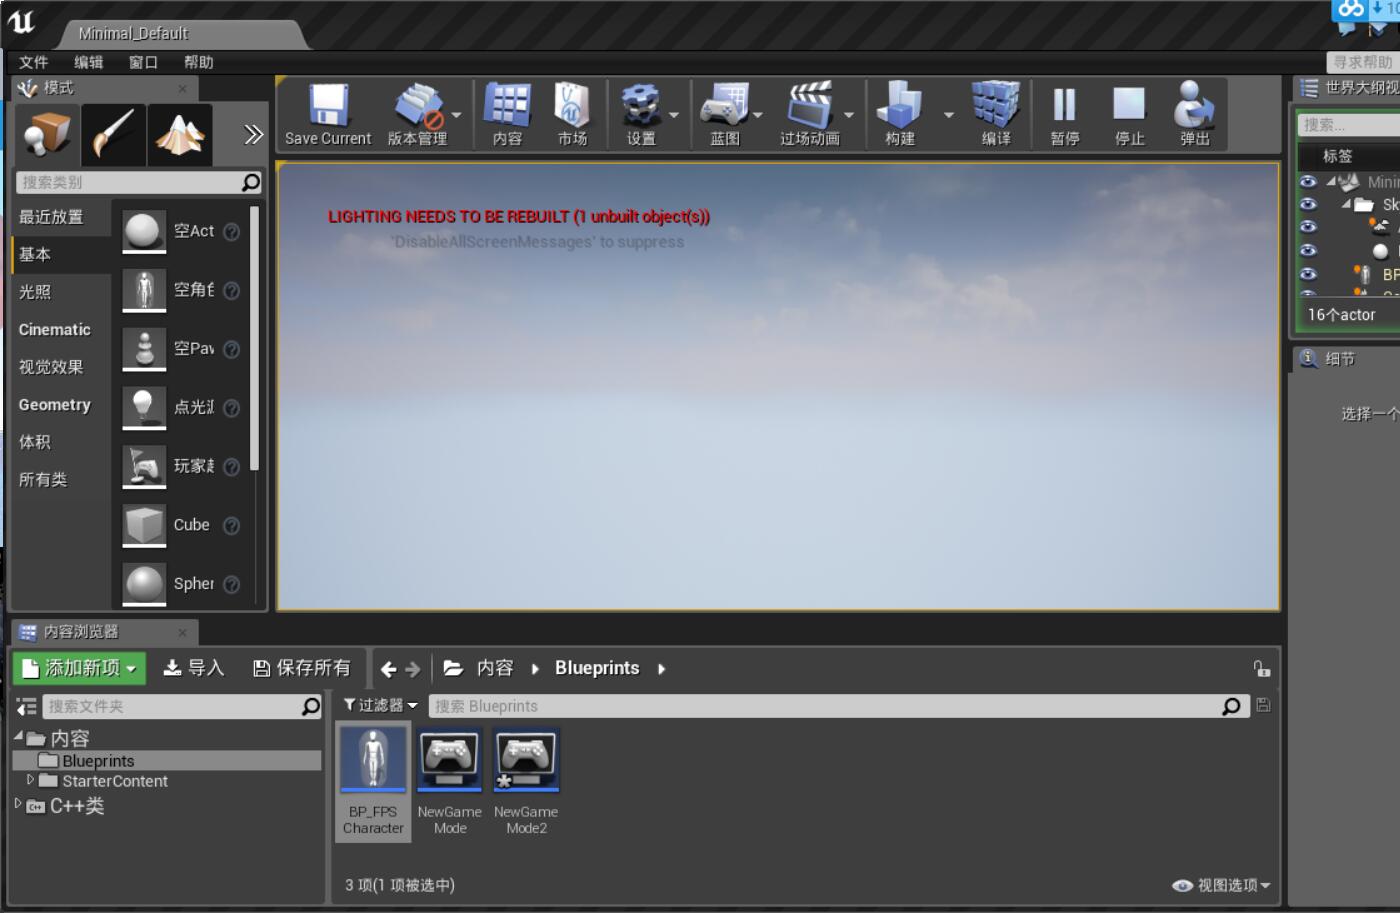 Minimal_Default
文件 编辑 窗口 帮助
寻求帮助
模式
Save Current 版本管理 内容 市场 设置 蓝图 过场动画 构建 编译 暂停 停止 弹出
世界大纲视
搜索...
标签
搜索类别
最近放置
基本
光照
Cinematic
视觉效果
Geometry
体积
所有类
空Act
空角色
空Paw
点光源
玩家起
Cube
Spher
LIGHTING NEEDS TO BE REBUILT (1 unbuilt object(s))
'DisableAllScreenMessages' to suppress
Mini
Sk
BP
16个actor
细节
选择一个
内容浏览器
添加新项 导入 保存所有 内容 Blueprints
搜索文件夹
过滤器 搜索 Blueprints
内容
Blueprints
StarterContent
C++类
BP_FPS
Character
NewGame
Mode
NewGame
Mode2
3 项(1 项被选中)
视图选项